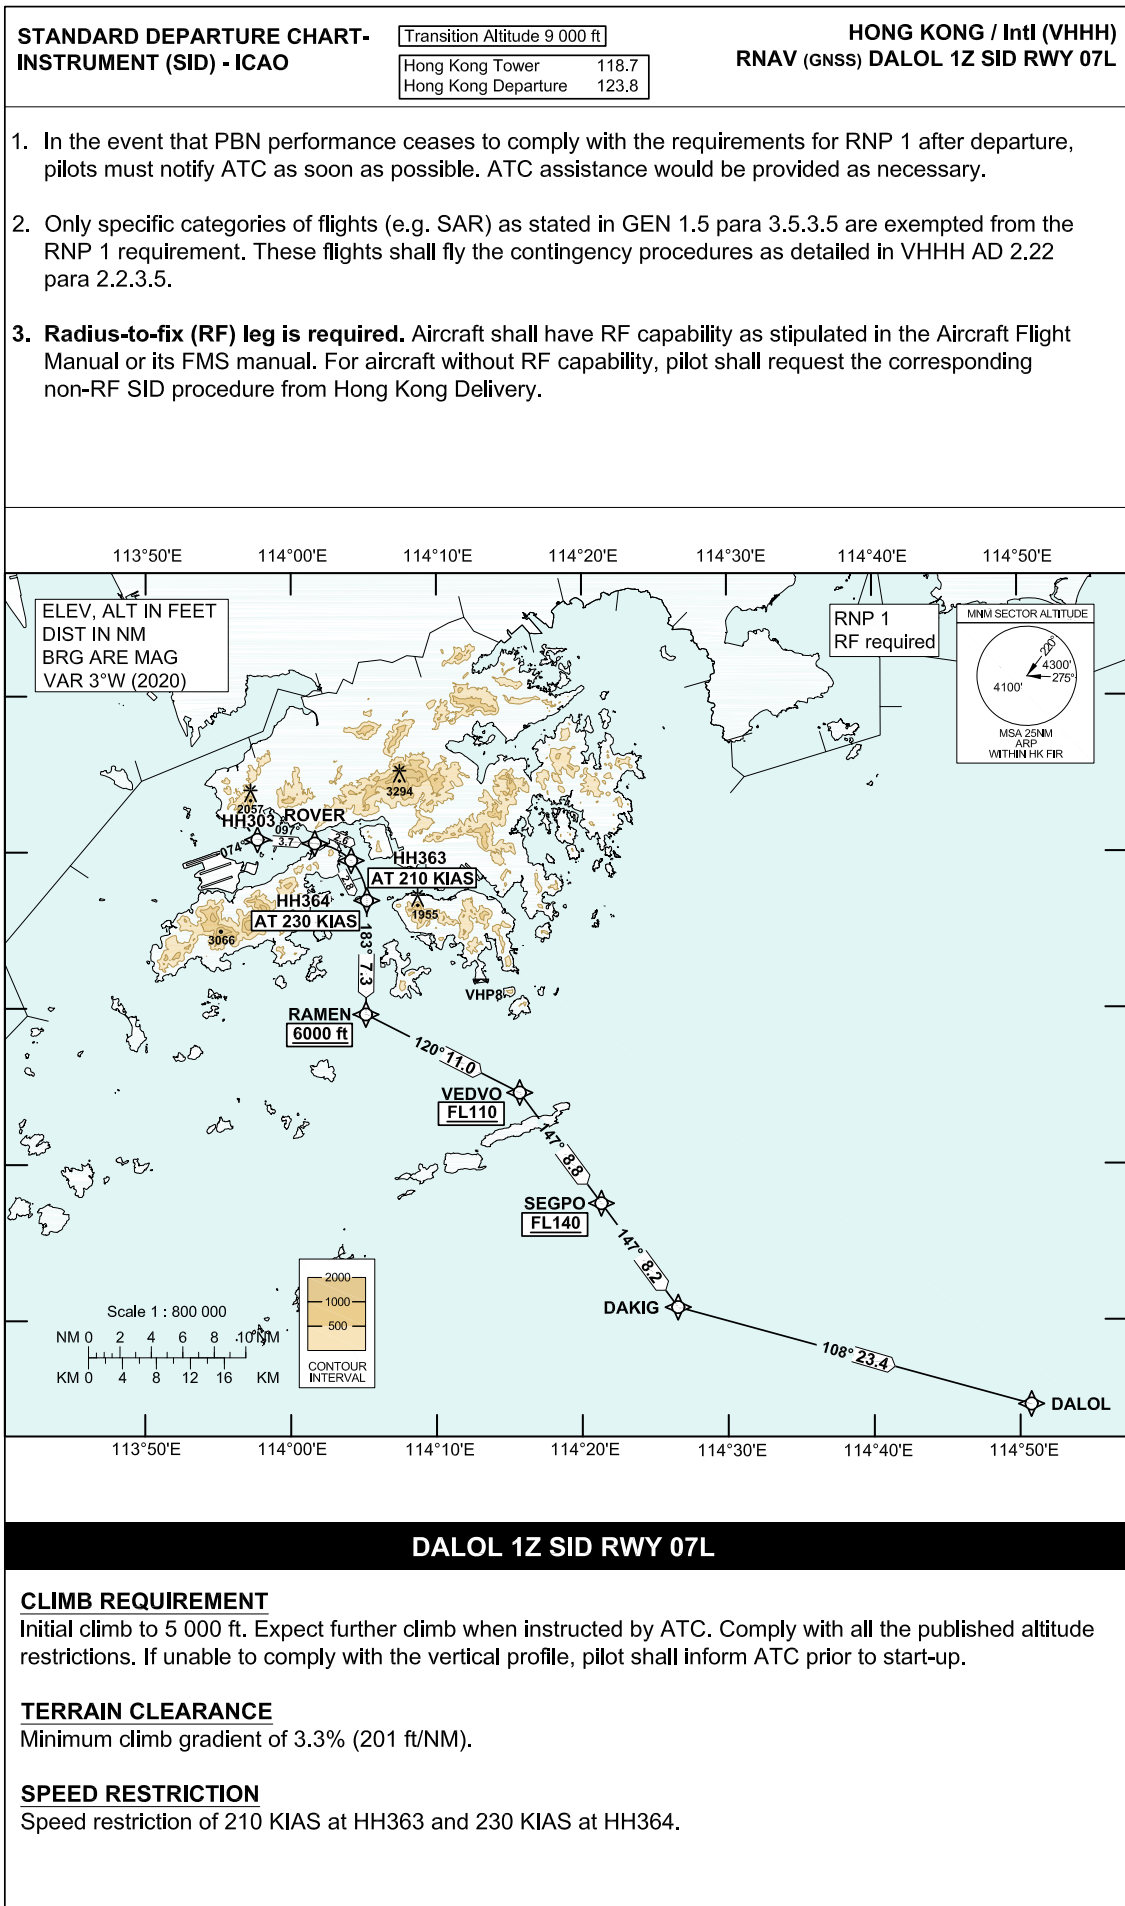 STANDARD DEPARTURE CHART-
INSTRUMENT (SID) - ICAO
Transition Altitude 9 000 ft
Hong Kong Tower 118.7
Hong Kong Departure 123.8
HONG KONG / Intl (VHHH)
RNAV (GNSS) DALOL 1Z SID RWY 07L
1. In the event that PBN performance ceases to comply with the requirements for RNP 1 after departure,
pilots must notify ATC as soon as possible. ATC assistance would be provided as necessary.
2. Only specific categories of flights (e.g. SAR) as stated in GEN 1.5 para 3.5.3.5 are exempted from the
RNP 1 requirement. These flights shall fly the contingency procedures as detailed in VHHH AD 2.22
para 2.2.3.5.
3. Radius-to-fix (RF) leg is required. Aircraft shall have RF capability as stipulated in the Aircraft Flight
Manual or its FMS manual. For aircraft without RF capability, pilot shall request the corresponding
non-RF SID procedure from Hong Kong Delivery.
113°50'E 114°00'E 114°10'E 114°20'E 114°30'E 114°40'E 114°50'E
ELEV, ALT IN FEET
DIST IN NM
BRG ARE MAG
VAR 3°W (2020)
RNP 1
RF required
MNM SECTOR ALTITUDE
220°
4300'
275°
4100'
MSA 25NM
ARP
WITHIN HK FIR
3294
2057
HH303
ROVER
074°
097°
3.7
2.6
HH363
AT 210 KIAS
2.8
HH364
AT 230 KIAS
1955
3066
183° 7.3
VHP8
RAMEN
6000 ft
120° 11.0
VEDVO
FL110
147° 8.8
SEGPO
FL140
147° 8.2
DAKIG
108° 23.4
DALOL
Scale 1 : 800 000
NM 0 2 4 6 8 10 NM
KM 0 4 8 12 16 KM
2000
1000
500
CONTOUR
INTERVAL
113°50'E 114°00'E 114°10'E 114°20'E 114°30'E 114°40'E 114°50'E
DALOL 1Z SID RWY 07L
CLIMB REQUIREMENT
Initial climb to 5 000 ft. Expect further climb when instructed by ATC. Comply with all the published altitude
restrictions. If unable to comply with the vertical profile, pilot shall inform ATC prior to start-up.
TERRAIN CLEARANCE
Minimum climb gradient of 3.3% (201 ft/NM).
SPEED RESTRICTION
Speed restriction of 210 KIAS at HH363 and 230 KIAS at HH364.